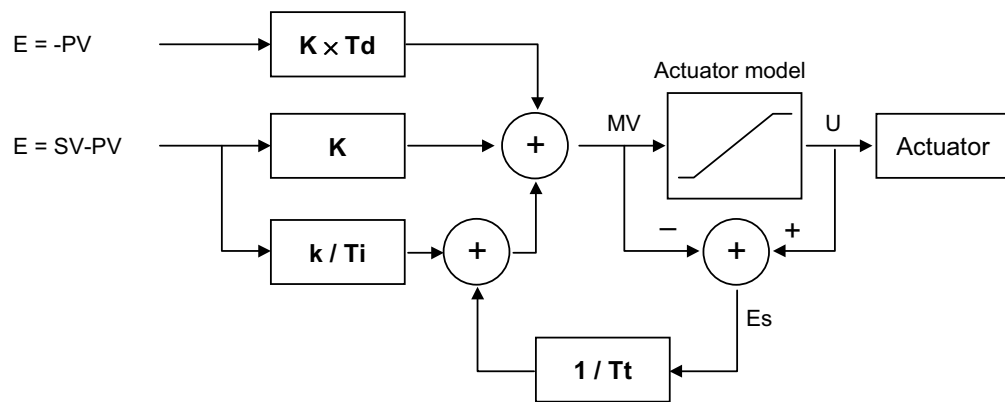 E = -PV
K × Td
Actuator model
E = SV-PV
K
+
MV
U
Actuator
k / Ti
+
−
+
+
Es
1 / Tt